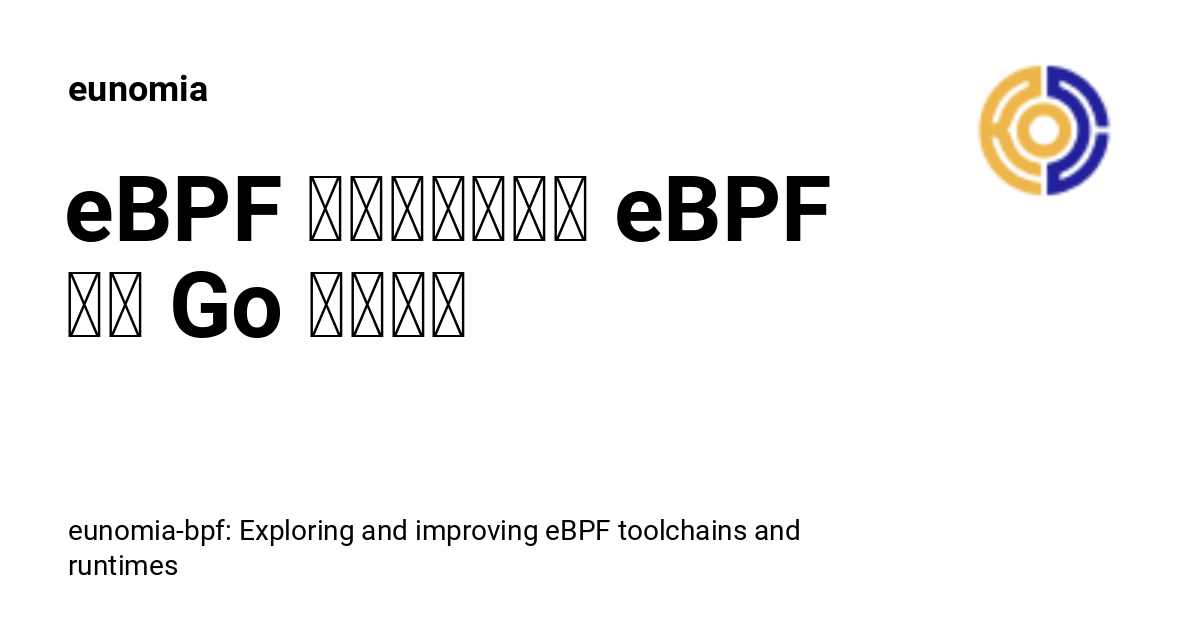 eunomia
eBPF eBPF
Go
eunomia-bpf: Exploring and improving eBPF toolchains and
runtimes